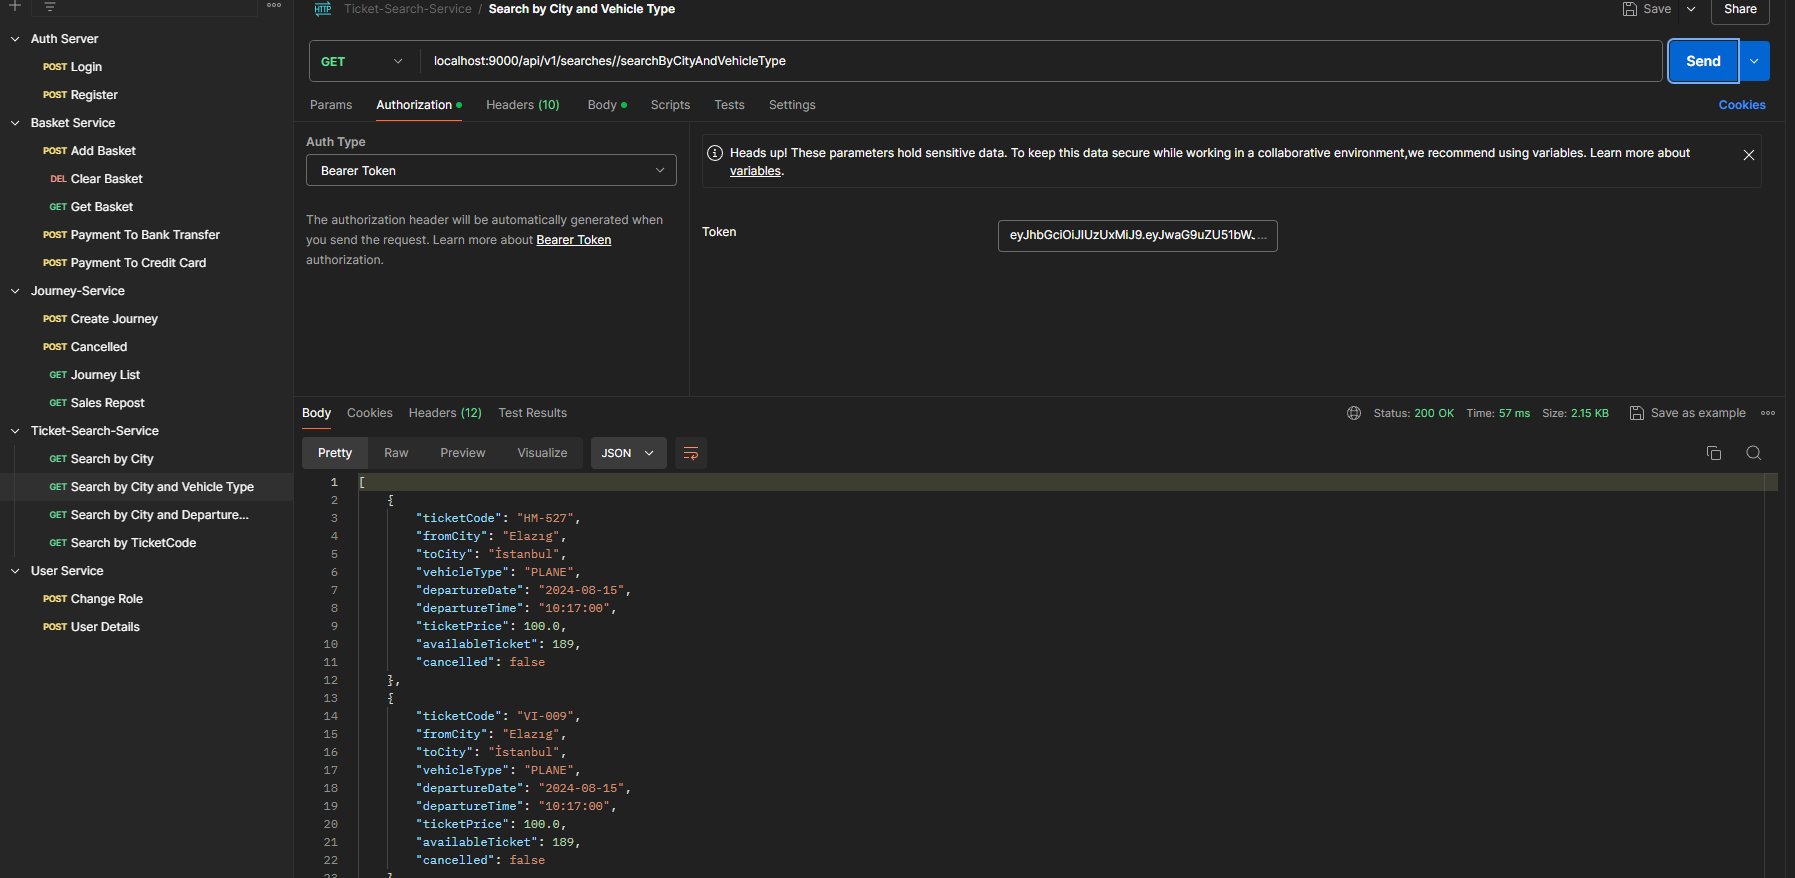 HTTP Ticket-Search-Service / Search by City and Vehicle Type
Save
Share
Auth Server
POST Login
POST Register
Basket Service
POST Add Basket
DEL Clear Basket
GET Get Basket
POST Payment To Bank Transfer
POST Payment To Credit Card
Journey-Service
POST Create Journey
POST Cancelled
GET Journey List
GET Sales Repost
Ticket-Search-Service
GET Search by City
GET Search by City and Vehicle Type
GET Search by City and Departure...
GET Search by TicketCode
User Service
POST Change Role
POST User Details
GET localhost:9000/api/v1/searches//searchByCityAndVehicleType
Send
Params Authorization Headers (10) Body Scripts Tests Settings
Cookies
Auth Type
Bearer Token
The authorization header will be automatically generated when
you send the request. Learn more about Bearer Token
authorization.
Heads up! These parameters hold sensitive data. To keep this data secure while working in a collaborative environment,we recommend using variables. Learn more about
variables.
Token
eyJhbGciOiJIUzUxMiJ9.eyJwaG9uZU51bW...
Body Cookies Headers (12) Test Results
Status: 200 OK Time: 57 ms Size: 2.15 KB Save as example
Pretty Raw Preview Visualize JSON
1 [
2 {
3 "ticketCode": "HM-527",
4 "fromCity": "Elazıg",
5 "toCity": "İstanbul",
6 "vehicleType": "PLANE",
7 "departureDate": "2024-08-15",
8 "departureTime": "10:17:00",
9 "ticketPrice": 100.0,
10 "availableTicket": 189,
11 "cancelled": false
12 },
13 {
14 "ticketCode": "VI-009",
15 "fromCity": "Elazıg",
16 "toCity": "İstanbul",
17 "vehicleType": "PLANE",
18 "departureDate": "2024-08-15",
19 "departureTime": "10:17:00",
20 "ticketPrice": 100.0,
21 "availableTicket": 189,
22 "cancelled": false
23 }